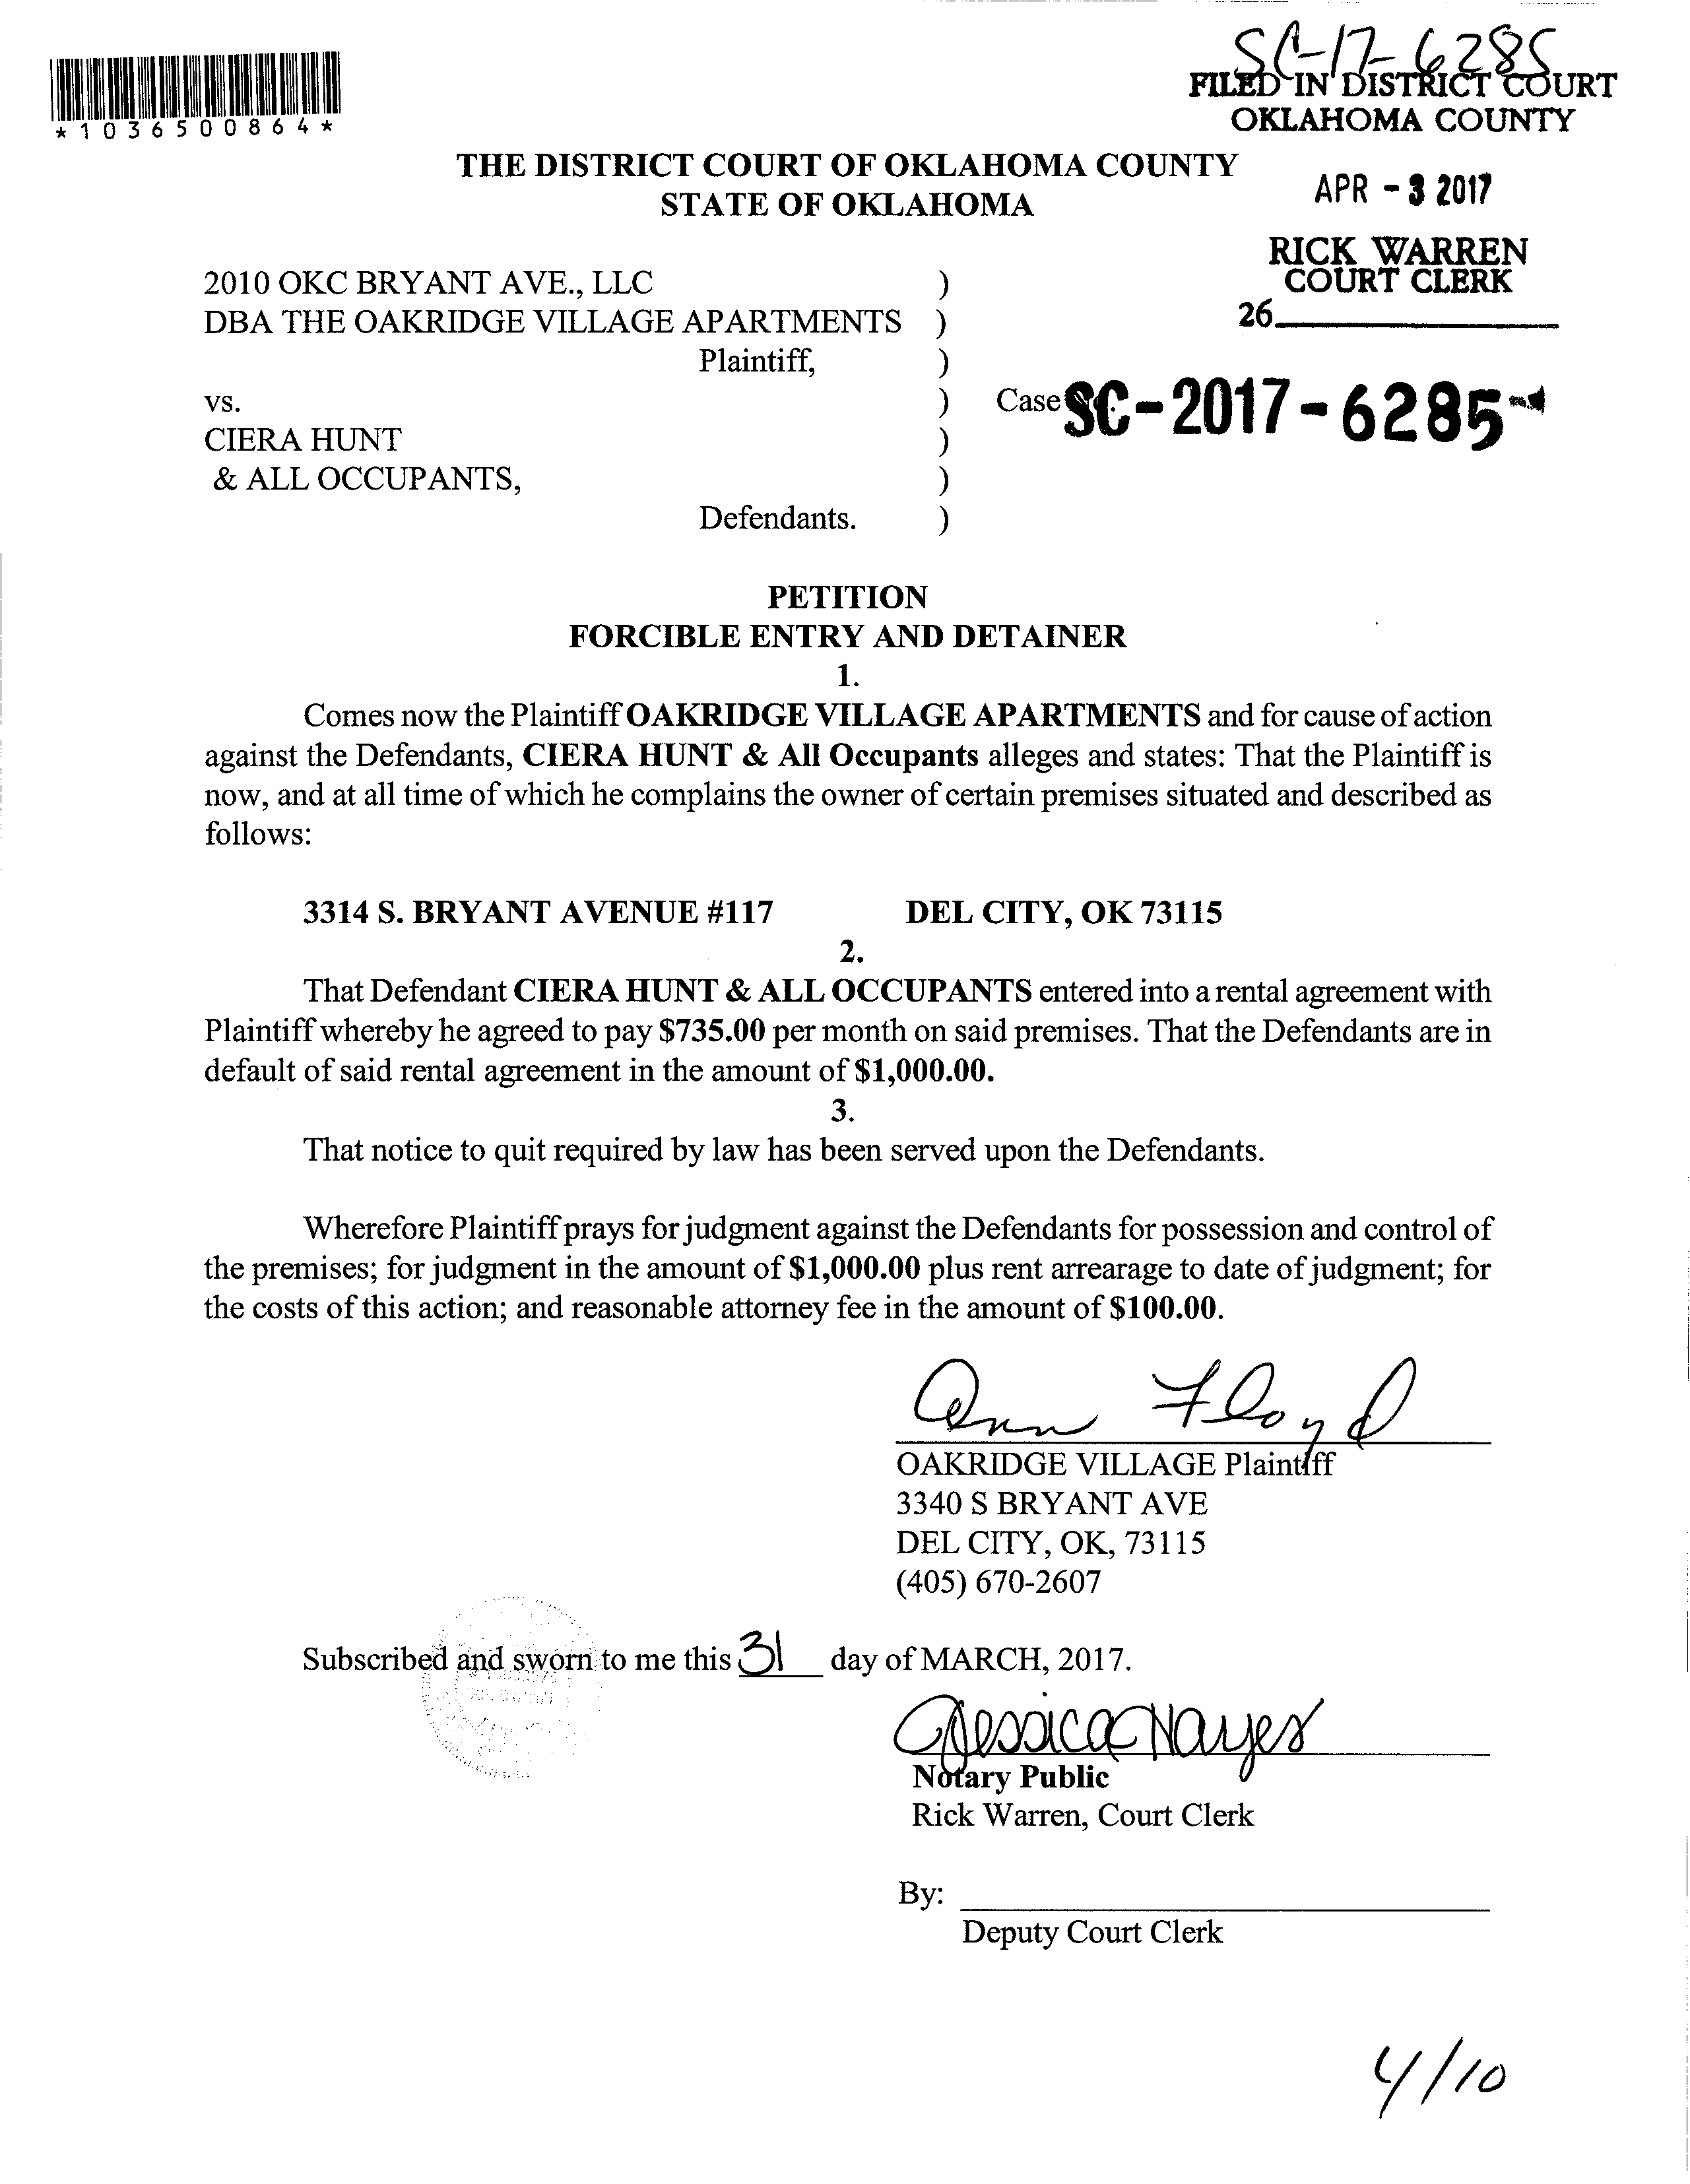 SC-17-6285
FILED IN DISTRICT COURT
OKLAHOMA COUNTY
*1036500864*
THE DISTRICT COURT OF OKLAHOMA COUNTY
STATE OF OKLAHOMA
APR - 3 2017
RICK WARREN
COURT CLERK
26
2010 OKC BRYANT AVE., LLC )
DBA THE OAKRIDGE VILLAGE APARTMENTS )
Plaintiff, )
vs. ) Case SC-2017-6285
CIERA HUNT )
& ALL OCCUPANTS, )
Defendants. )
PETITION
FORCIBLE ENTRY AND DETAINER
1.
Comes now the Plaintiff OAKRIDGE VILLAGE APARTMENTS and for cause of action
against the Defendants, CIERA HUNT & All Occupants alleges and states: That the Plaintiff is
now, and at all time of which he complains the owner of certain premises situated and described as
follows:
3314 S. BRYANT AVENUE #117 DEL CITY, OK 73115
2.
That Defendant CIERA HUNT & ALL OCCUPANTS entered into a rental agreement with
Plaintiff whereby he agreed to pay $735.00 per month on said premises. That the Defendants are in
default of said rental agreement in the amount of $1,000.00.
3.
That notice to quit required by law has been served upon the Defendants.
Wherefore Plaintiff prays for judgment against the Defendants for possession and control of
the premises; for judgment in the amount of $1,000.00 plus rent arrearage to date of judgment; for
the costs of this action; and reasonable attorney fee in the amount of $100.00.
Ann Floyd
OAKRIDGE VILLAGE Plaintiff
3340 S BRYANT AVE
DEL CITY, OK, 73115
(405) 670-2607
Subscribed and sworn to me this 31 day of MARCH, 2017.
Jessica Hayes
Notary Public
Rick Warren, Court Clerk
By:
Deputy Court Clerk
4/10